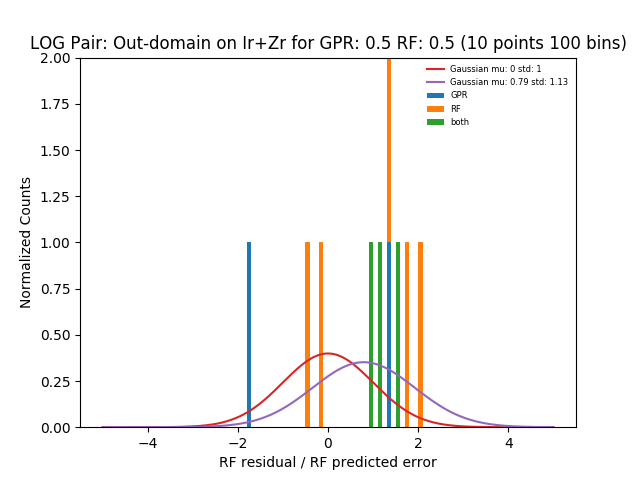 LOG Pair: Out-domain on Ir+Zr for GPR: 0.5 RF: 0.5 (10 points 100 bins)
Gaussian mu: 0 std: 1
Gaussian mu: 0.79 std: 1.13
GPR
RF
both
Normalized Counts
2.00
1.75
1.50
1.25
1.00
0.75
0.50
0.25
0.00
−4 −2 0 2 4
RF residual / RF predicted error